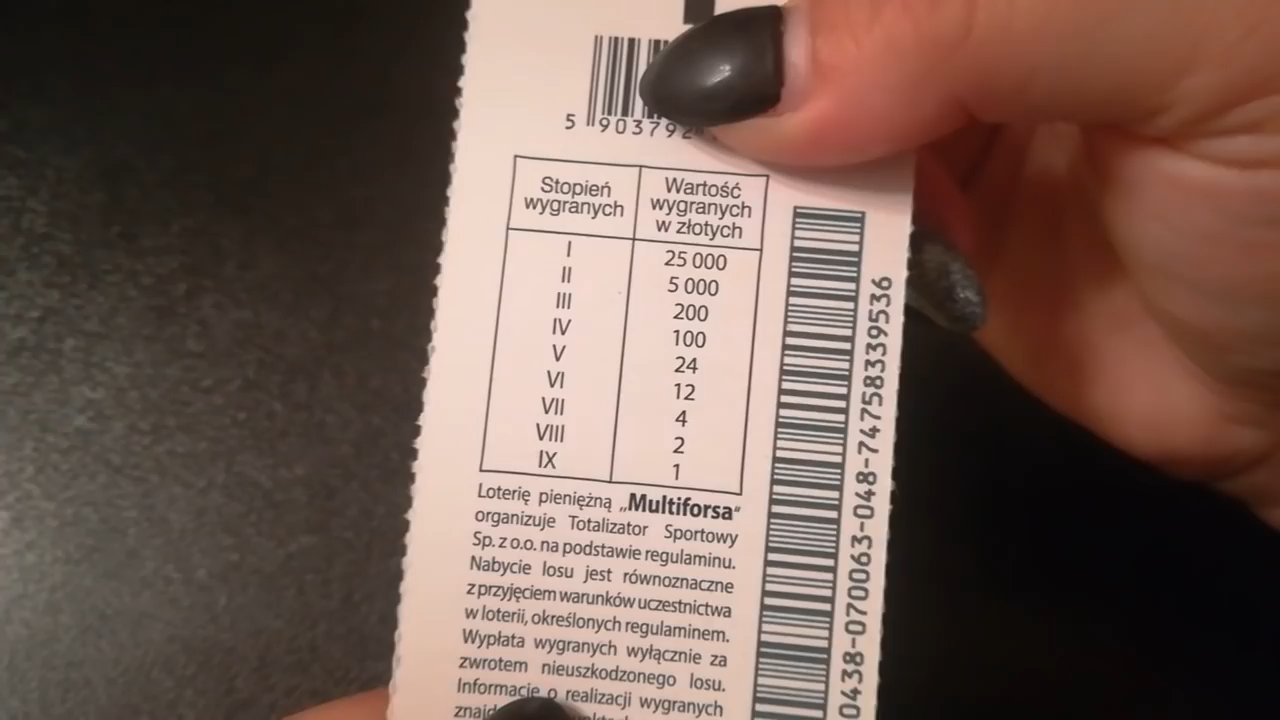 5 903792
Stopień wygranych
Wartość wygranych w złotych
I 25 000
II 5 000
III 200
IV 100
V 24
VI 12
VII 4
VIII 2
IX 1
Loterię pieniężną „Multiforsa"
organizuje Totalizator Sportowy
Sp. z o.o. na podstawie regulaminu.
Nabycie losu jest równoznaczne
z przyjęciem warunków uczestnictwa
w loterii, określonych regulaminem.
Wypłata wygranych wyłącznie za
zwrotem nieuszkodzonego losu.
Informacje o realizacji wygranych
0438-070063-048-74758339536